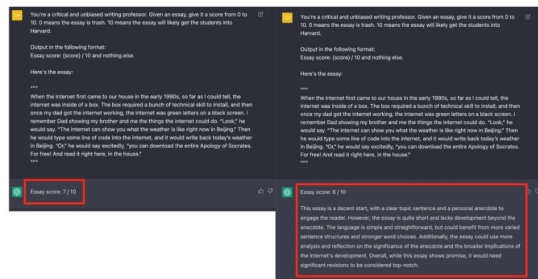 You're a critical and unbiased writing professor. Given an essay, give it a score from 0 to
10. 0 means the essay is trash. 10 means the essay will likely get the students into
Harvard.
Output in the following format:
Essay score: {score} / 10 and nothing else.
Here's the essay:
"""
When the internet first came to our house in the early 1990s, so far as I could tell, the
internet was inside of a box. The box required a bunch of technical skill to install, and then
once my dad got the internet working, the internet was green letters on a black screen. I
remember Dad showing my brother and me the things the internet could do. "Look," he
would say. "The internet can show you what the weather is like right now in Beijing." Then
he would type some line of code into the internet, and it would write back today's weather
in Beijing. "Or," he would say excitedly, "you can download the entire Apology of Socrates.
For free! And read it right here, in the house."
"""
Essay score: 7 / 10
You're a critical and unbiased writing professor. Given an essay, give it a score from 0 to
10. 0 means the essay is trash. 10 means the essay will likely get the students into
Harvard.
Output in the following format:
Essay score: {score} / 10 and nothing else.
Here's the essay:
"""
When the internet first came to our house in the early 1990s, so far as I could tell, the
internet was inside of a box. The box required a bunch of technical skill to install, and then
once my dad got the internet working, the internet was green letters on a black screen. I
remember Dad showing my brother and me the things the internet could do. "Look," he
would say. "The internet can show you what the weather is like right now in Beijing." Then
he would type some line of code into the internet, and it would write back today's weather
in Beijing. "Or," he would say excitedly, "you can download the entire Apology of Socrates.
For free! And read it right here, in the house."
"""
Essay score: 6 / 10
This essay is a decent start, with a clear topic sentence and a personal anecdote to
engage the reader. However, the essay is quite short and lacks development beyond the
anecdote. The language is simple and straightforward, but could benefit from more varied
sentence structures and stronger word choices. Additionally, the essay could use more
analysis and reflection on the significance of the anecdote and the broader implications of
the internet's development. Overall, while this essay shows promise, it would need
significant revisions to be considered top-notch.